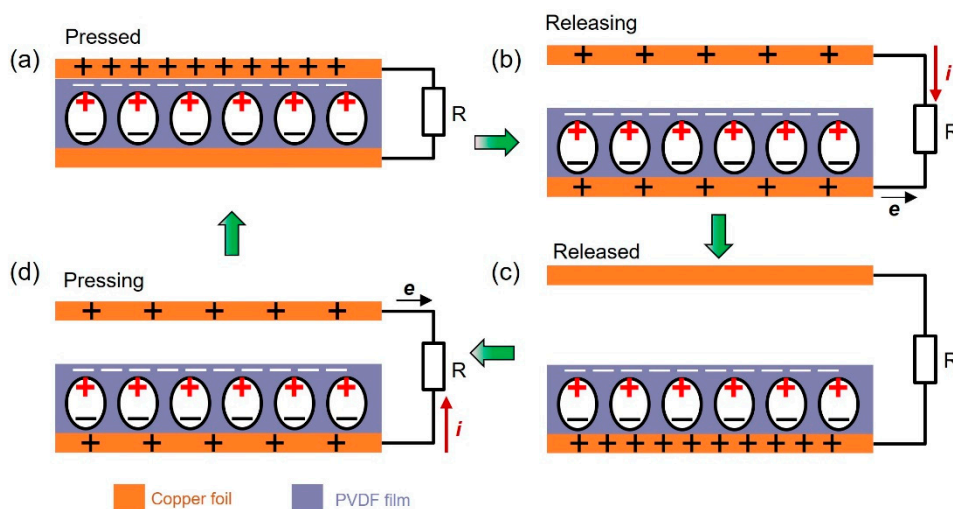 (a) Pressed
+ + + + + + + + + +
+ + + + + +
R
(b) Releasing
+ + + + +
i
+ + + + + +
R
+ + + + +
e
(d) Pressing
e
+ + + + +
+ + + + + +
R
+ + + + +
i
(c) Released
+ + + + + +
R
+ + + + + + + + + +
Copper foil
PVDF film